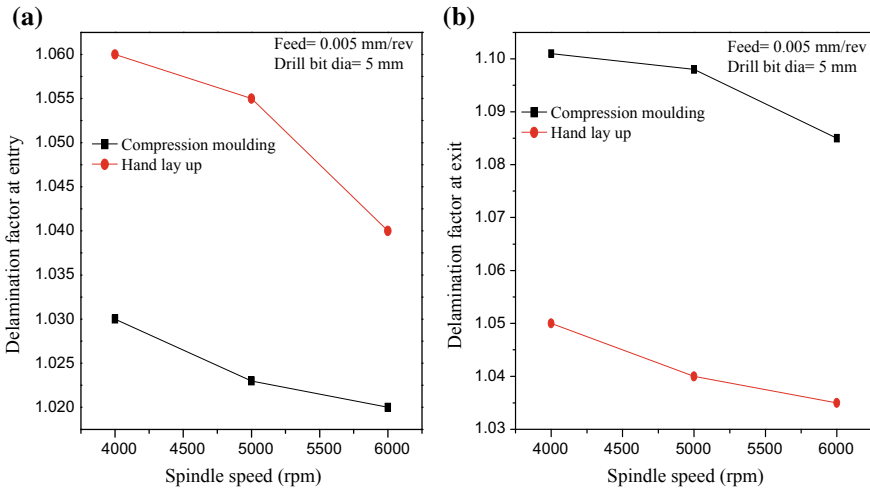 (a)
Feed= 0.005 mm/rev
Drill bit dia= 5 mm
Compression moulding
Hand lay up
Delamination factor at entry
1.060
1.055
1.050
1.045
1.040
1.035
1.030
1.025
1.020
4000 4500 5000 5500 6000
Spindle speed (rpm)
(b)
Feed= 0.005 mm/rev
Drill bit dia= 5 mm
Compression moulding
Hand lay up
Delamination factor at exit
1.10
1.09
1.08
1.07
1.06
1.05
1.04
1.03
4000 4500 5000 5500 6000
Spindle speed (rpm)